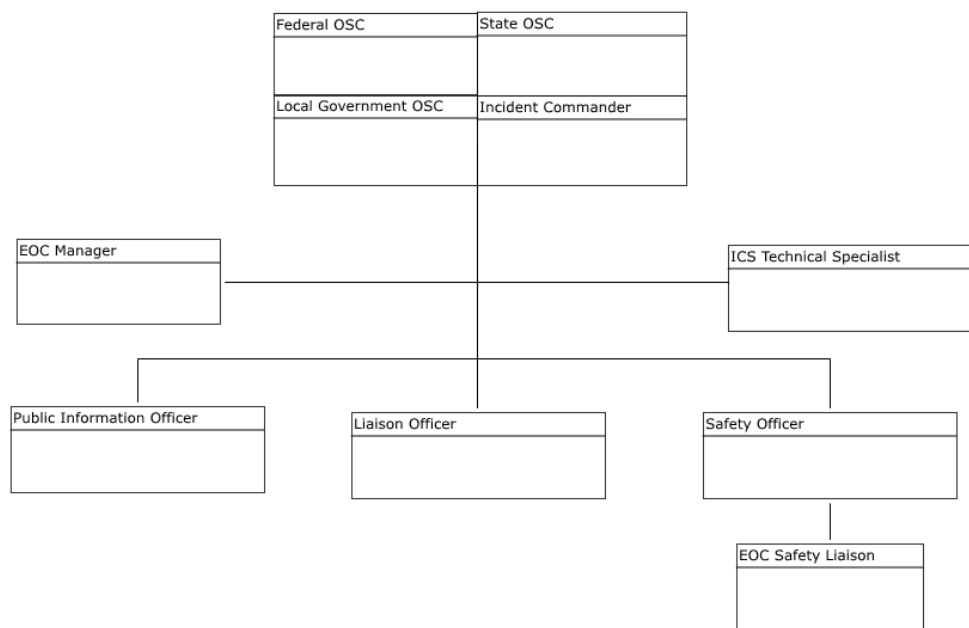 Federal OSC
State OSC
Local Government OSC
Incident Commander
EOC Manager
ICS Technical Specialist
Public Information Officer
Liaison Officer
Safety Officer
EOC Safety Liaison